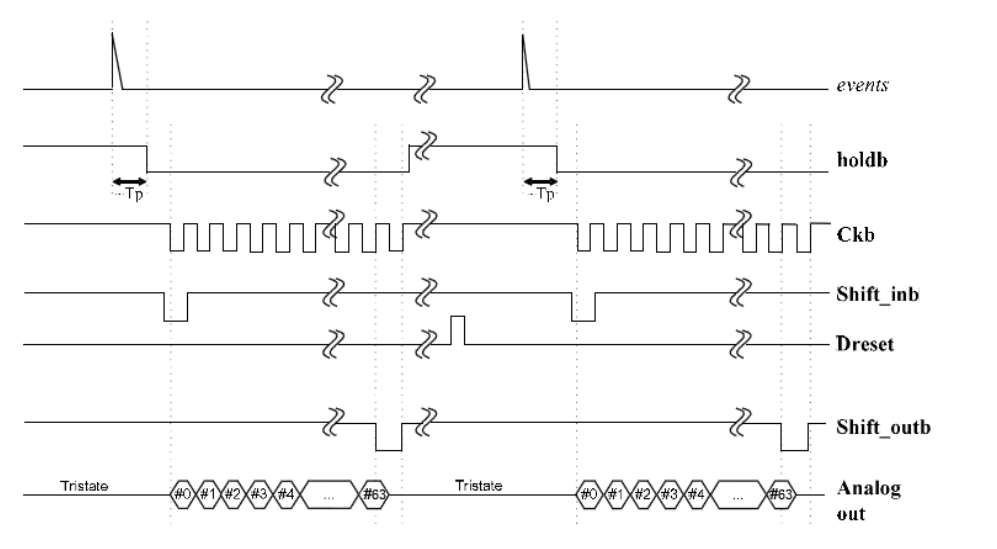 events
holdb
Tp
Tp
Ckb
Shift_inb
Dreset
Shift_outb
Tristate #0 #1 #2 #3 #4 ... #63 Tristate #0 #1 #2 #3 #4 ... #63 Analog
out